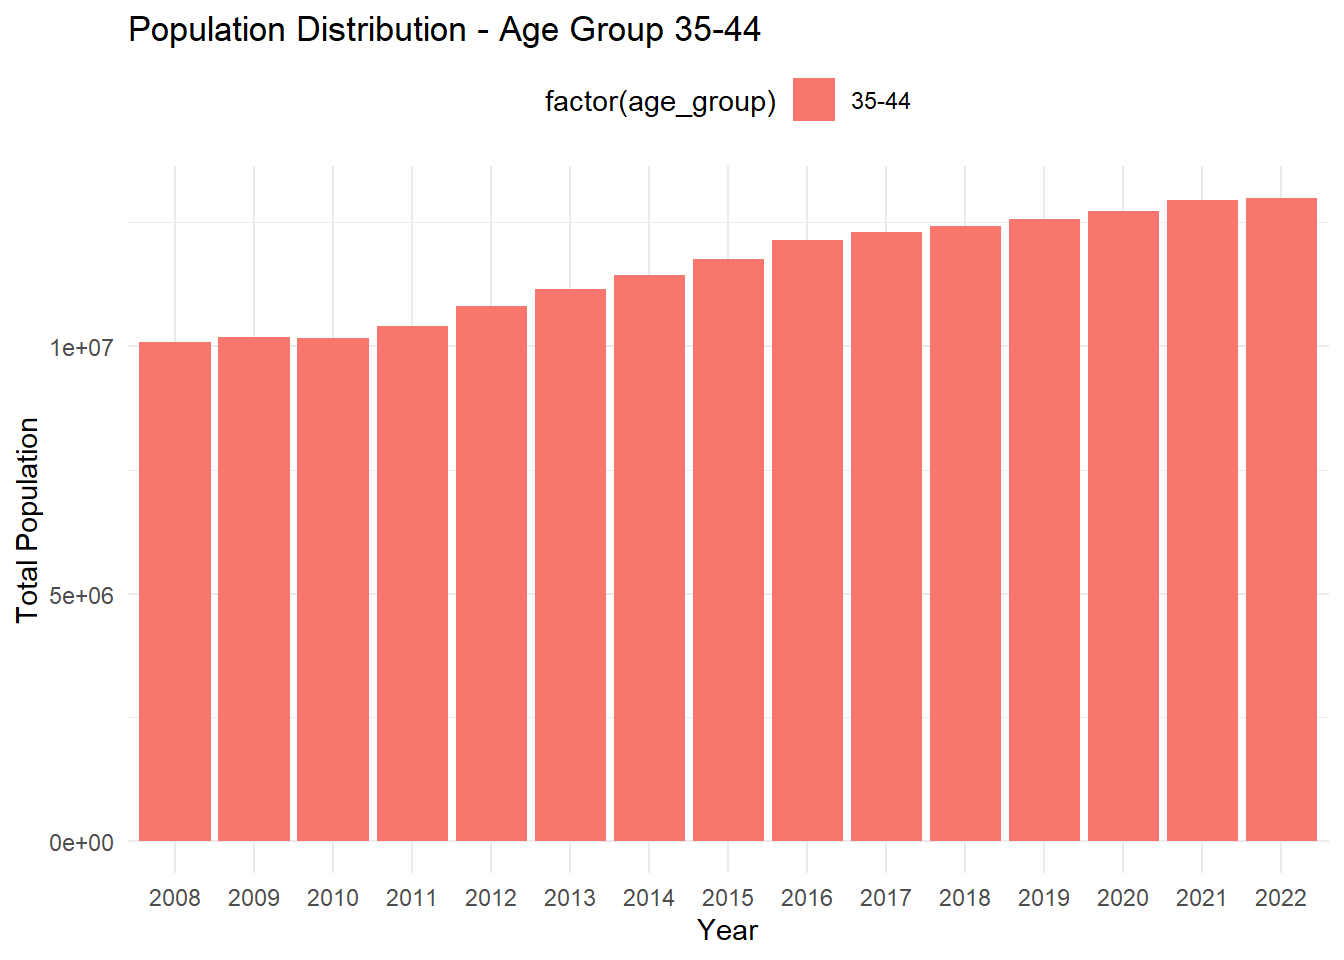 Population Distribution - Age Group 35-44
factor(age_group) 35-44
Total Population
1e+07
5e+06
0e+00
2008 2009 2010 2011 2012 2013 2014 2015 2016 2017 2018 2019 2020 2021 2022
Year